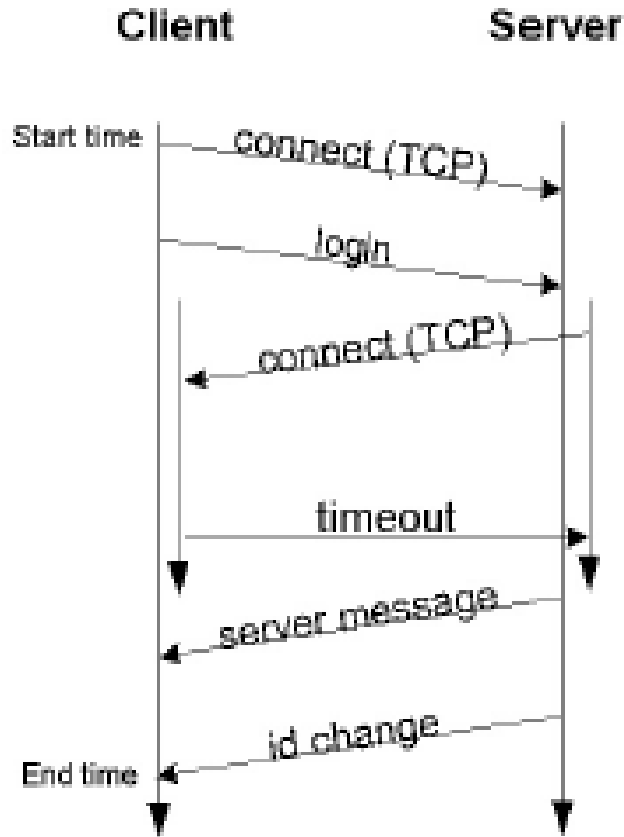 Client
Server
Start time
connect (TCP)
login
connect (TCP)
timeout
server message
id change
End time